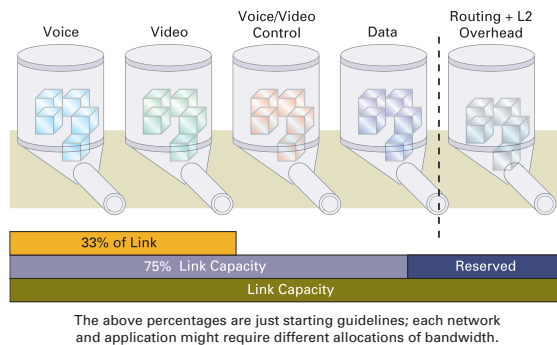 Voice
Video
Voice/Video
Control
Data
Routing + L2
Overhead
33% of Link
75% Link Capacity
Reserved
Link Capacity
The above percentages are just starting guidelines; each network
and application might require different allocations of bandwidth.